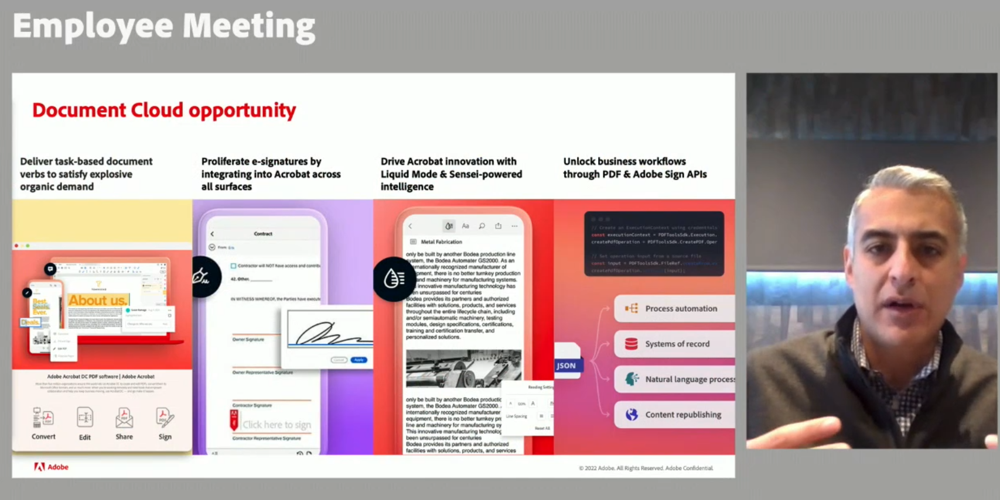 Employee Meeting
Document Cloud opportunity
Deliver task-based document
verbs to satisfy explosive
organic demand
Proliferate e-signatures by
integrating into Acrobat across
all surfaces
Drive Acrobat innovation with
Liquid Mode & Sensei-powered
intelligence
Unlock business workflows
through PDF & Adobe Sign APIs
About us.
Best.
Seats.
Ever.
Deals.
Adobe Acrobat DC PDF software | Adobe Acrobat
Convert
Edit
Share
Sign
Contract
From:
Contractor will NOT have access and contrib
42. Other.
IN WITNESS WHEREOF, the Parties have execute
Owner Signature
Cancel
Apply
Owner Representative Signature
Contractor Signature
Click here to sign
Contractor Representative Signature
Aa
Metal Fabrication
only be built by another Bodea production line
system, the Bodea Automater GS2000. As an
ernationally recognized manufacturer of
pment, there is no better turnkey production
and machinery for manufacturing systems.
innovative manufacturing technology has
en unsurpassed for centuries
Bodea provides its partners and authorized
facilities with solutions, products, and services
throughout the entire lifecycle chain, including
and/or semiautomatic machinery, testing
modules, design specifications, certifications,
training and certification transfer, and
personalized solutions.
only be built by another Bodea productio
system, the Bodea Automater GS2000.
internationally recognized manufacturer
equipment, there is no better turnkey pr
line and machinery for manufacturing sy
This innovative manufacturing technolog
been unsurpassed for centuries
Bodea provides its partners and authorized
facilities with solutions, products, and services
Reading Setting
A 120% A
Line Spacing
Reset All
// Create an ExecutionContext using credentials
const executionContext = PDFToolsSdk.Execution.
createPdfOperation = PDFToolsSdk.CreatePDF.Oper
// Set operation input from a source file
const input = PDFToolsSdk.FileRef.
createPdfOperation. (input);
JSON
Process automation
Systems of record
Natural language process
Content republishing
Adobe
© 2022 Adobe. All Rights Reserved. Adobe Confidential.